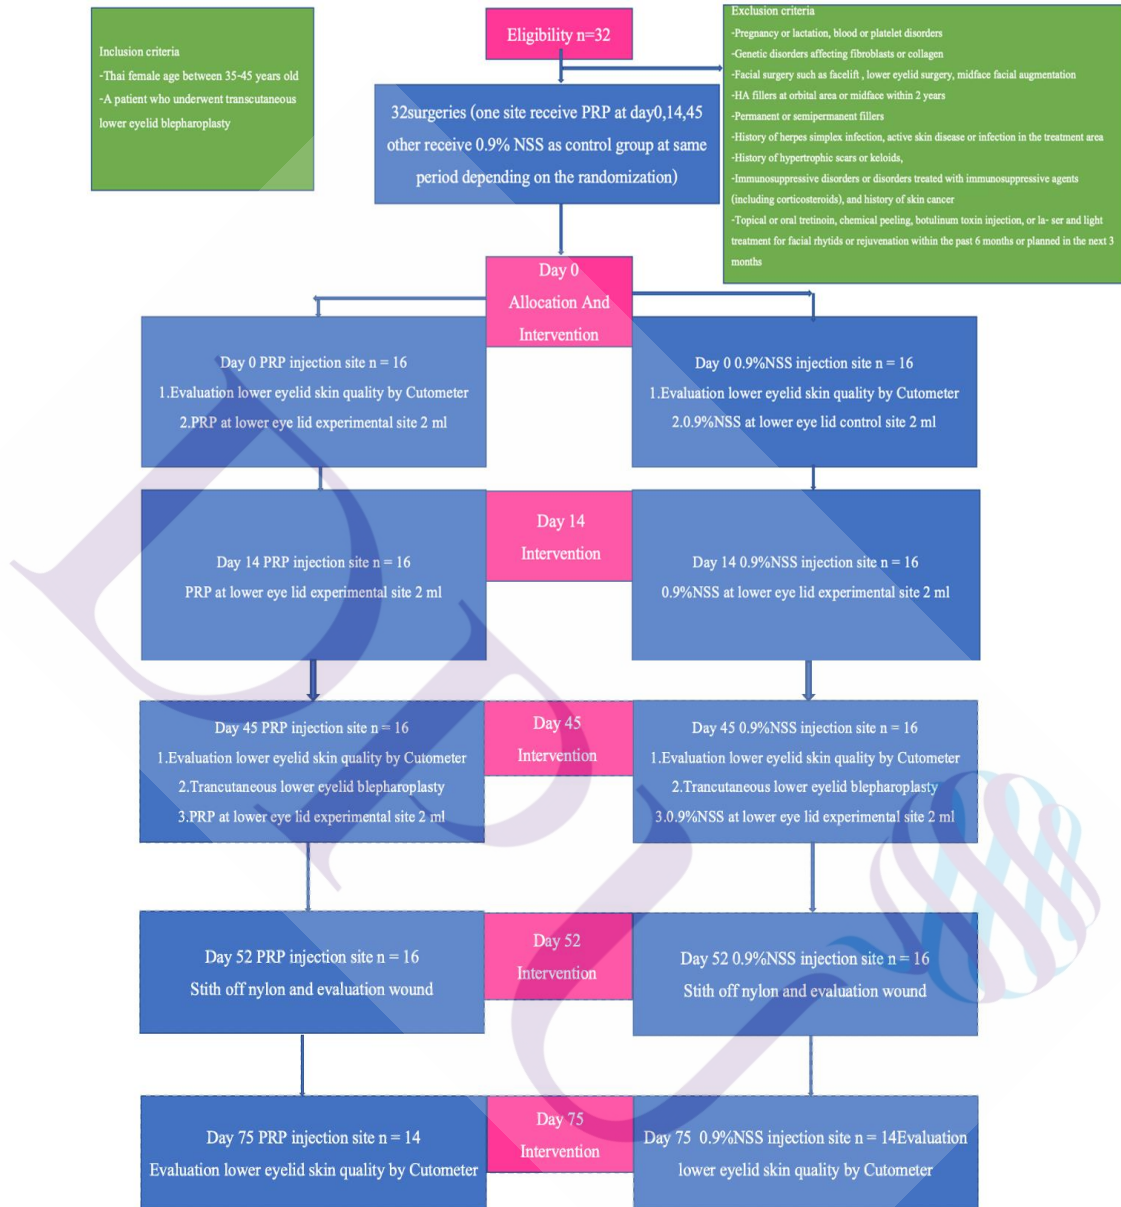 Inclusion criteria
-Thai female age between 35-45 years old
-A patient who underwent transcutaneous
lower eyelid blepharoplasty
Eligibility n=32
Exclusion criteria
-Pregnancy or lactation, blood or platelet disorders
-Genetic disorders affecting fibroblasts or collagen
-Facial surgery such as facelift , lower eyelid surgery, midface facial augmentation
-HA fillers at orbital area or midface within 2 years
-Permanent or semipermanent fillers
-History of herpes simplex infection, active skin disease or infection in the treatment area
-History of hypertrophic scars or keloids,
-Immunosuppressive disorders or disorders treated with immunosuppressive agents
(including corticosteroids), and history of skin cancer
-Topical or oral tretinoin, chemical peeling, botulinum toxin injection, or la- ser and light
treatment for facial rhytids or rejuvenation within the past 6 months or planned in the next 3
months
32surgeries (one site receive PRP at day0,14,45
other receive 0.9% NSS as control group at same
period depending on the randomization)
Day 0
Allocation And
Intervention
Day 0 PRP injection site n = 16
1.Evaluation lower eyelid skin quality by Cutometer
2.PRP at lower eye lid experimental site 2 ml
Day 0 0.9%NSS injection site n = 16
1.Evaluation lower eyelid skin quality by Cutometer
2.0.9%NSS at lower eye lid control site 2 ml
Day 14
Intervention
Day 14 PRP injection site n = 16
PRP at lower eye lid experimental site 2 ml
Day 14 0.9%NSS injection site n = 16
0.9%NSS at lower eye lid experimental site 2 ml
Day 45
Intervention
Day 45 PRP injection site n = 16
1.Evaluation lower eyelid skin quality by Cutometer
2.Trancutaneous lower eyelid blepharoplasty
3.PRP at lower eye lid experimental site 2 ml
Day 45 0.9%NSS injection site n = 16
1.Evaluation lower eyelid skin quality by Cutometer
2.Trancutaneous lower eyelid blepharoplasty
3.0.9%NSS at lower eye lid experimental site 2 ml
Day 52
Intervention
Day 52 PRP injection site n = 16
Stith off nylon and evaluation wound
Day 52 0.9%NSS injection site n = 16
Stith off nylon and evaluation wound
Day 75
Intervention
Day 75 PRP injection site n = 14
Evaluation lower eyelid skin quality by Cutometer
Day 75 0.9%NSS injection site n = 14Evaluation
lower eyelid skin quality by Cutometer
DPU